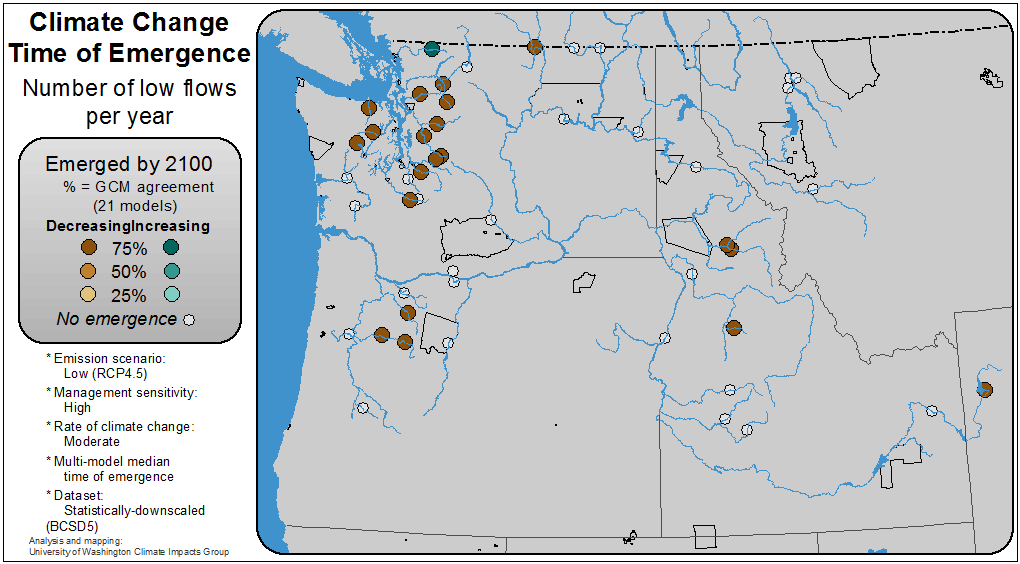 Climate Change
Time of Emergence
Number of low flows
per year
Emerged by 2100
% = GCM agreement
(21 models)
DecreasingIncreasing
75%
50%
25%
No emergence
* Emission scenario:
Low (RCP4.5)
* Management sensitivity:
High
* Rate of climate change:
Moderate
* Multi-model median
time of emergence
* Dataset:
Statistically-downscaled
(BCSD5)
Analysis and mapping:
University of Washington Climate Impacts Group